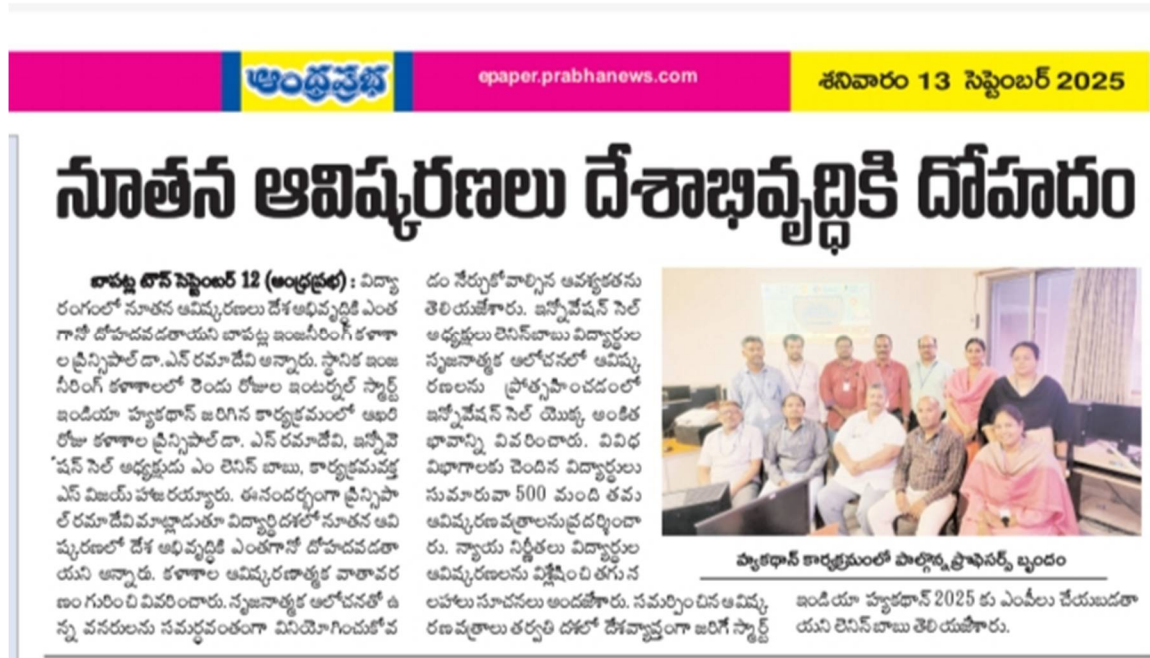 ఆంధ్రప్రభ
epaper.prabhanews.com
శనివారం 13 సెప్టెంబర్ 2025
నూతన ఆవిష్కరణలు దేశాభివృద్ధికి దోహదం
బాపట్ల టౌన్ సెప్టెంబర్ 12 (ఆంధ్రప్రభ) : విద్యా
రంగంలో నూతన ఆవిష్కరణలు దేశ అభివృద్ధికి ఎంత
గానో దోహదవడతాయని బాపట్ల ఇంజనీరింగ్ కళాశా
ల ప్రిన్సిపాల్ డా.ఎన్ రమాదేవి అన్నారు. స్థానిక ఇంజ
నీరింగ్ కళాశాలలో రెండు రోజుల ఇంటర్నల్ స్మార్ట్
ఇండియా హ్యాకథాన్ జరిగిన కార్యక్రమంలో ఆఖరి
రోజు కళాశాల ప్రిన్సిపాల్ డా. ఎన్ రమాదేవి, ఇన్నోవే
షన్ సెల్ అధ్యక్షుడు ఎం లెనిన్ బాబు, కార్యక్రమవక్త
ఎస్ విజయ్ హాజరయ్యారు. ఈసందర్భంగా ప్రిన్సిపా
ల్ రమాదేవి మాట్లాడుతూ విద్యార్థి దశలో నూతన ఆవి
ష్కరణలో దేశ అభివృద్ధికి ఎంతగానో దోహదవడతా
యని అన్నారు. కళాశాల ఆవిష్కరణాత్మక వాతావర
ణం గురించి వివరించారు. సృజనాత్మక ఆలోచనతో ఉ
న్న వనరులను సమర్థవంతంగా వినియోగించుకోవ
డం నేర్చుకోవాల్సిన ఆవశ్యకతను
తెలియజేశారు. ఇన్నోవేషన్ సెల్
అధ్యక్షులు లెనిన్‌బాబు విద్యార్థుల
సృజనాత్మక ఆలోచనలో ఆవిష్క
రణలను ప్రోత్సహించడంలో
ఇన్నోవేషన్ సెల్ యొక్క అంకిత
భావాన్ని వివరించారు. వివిధ
విభాగాలకు చెందిన విద్యార్థులు
సుమారువా 500 మంది తమ
ఆవిష్కరణ పత్రాలను ప్రదర్శించా
రు. న్యాయ నిర్ణీతలు విద్యార్థుల
ఆవిష్కరణలను విశ్లేషించి తగు స
లహాలు సూచనలు అందజేశారు. సమర్పించిన ఆవిష్క
రణపత్రాలు తర్వతి దశలో దేశవ్యాప్తంగా జరిగే స్మార్ట్
హ్యాకథాన్ కార్యక్రమంలో పాల్గొన్న ప్రొఫెసర్స్ బృందం
ఇండియా హ్యాకథాన్ 2025 కు ఎంపీలు చేయబడతా
యని లెనిన్ బాబు తెలియజేశారు.